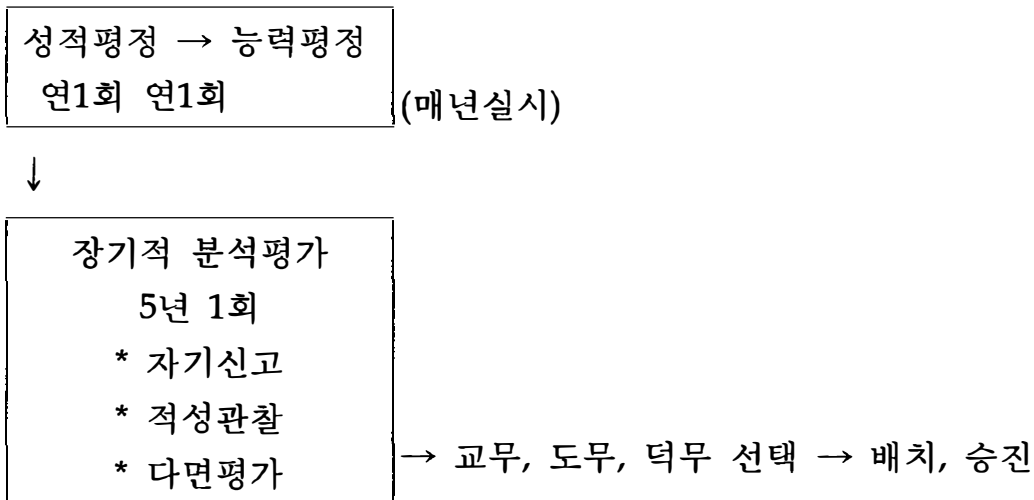 성적평정 → 능력평정
연1회 연1회
(매년실시)
↓
장기적 분석평가
5년 1회
* 자기신고
* 적성관찰
* 다면평가
→ 교무, 도무, 덕무 선택 → 배치, 승진